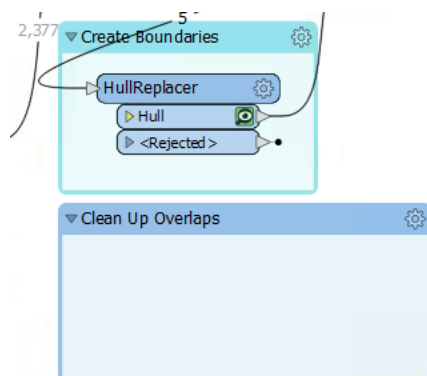 5
2,377
Create Boundaries
HullReplacer
Hull
<Rejected>
Clean Up Overlaps